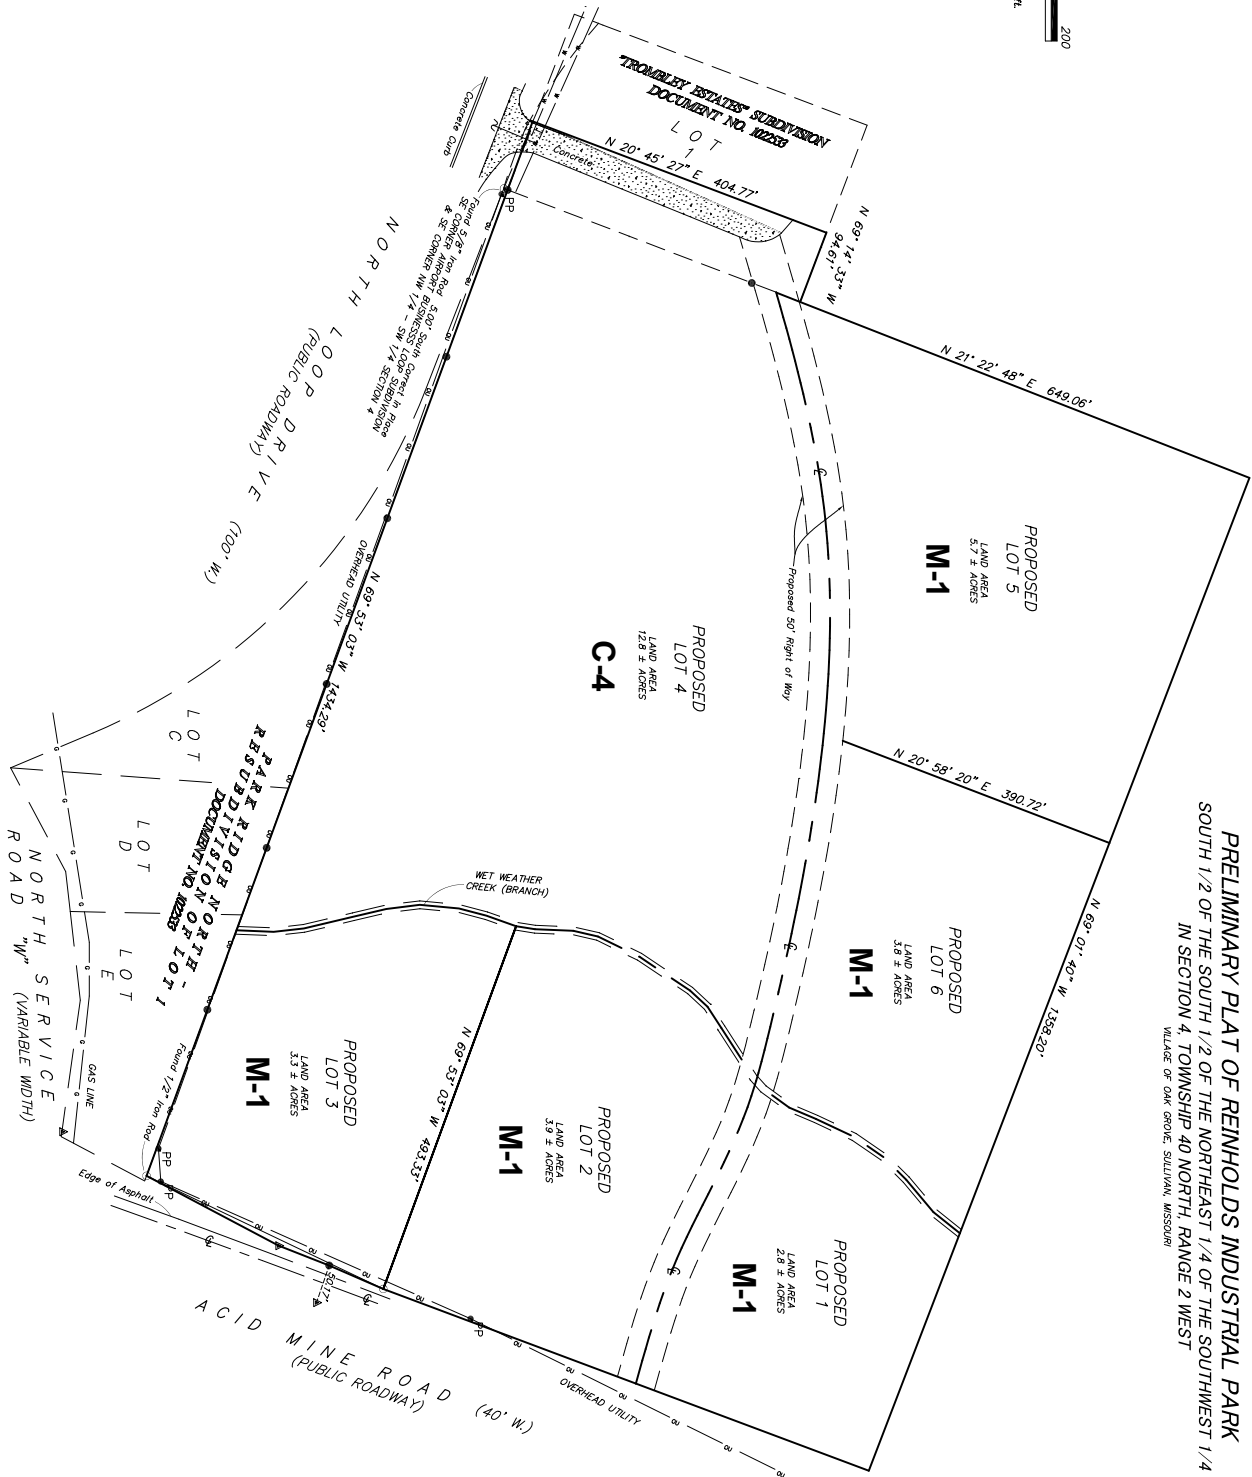 PRELIMINARY PLAT OF REINHOLDS INDUSTRIAL PARK
SOUTH 1/2 OF THE SOUTH 1/2 OF THE NORTHEAST 1/4 OF THE SOUTHWEST 1/4
IN SECTION 4, TOWNSHIP 40 NORTH, RANGE 2 WEST
VILLAGE OF OAK GROVE, SULLIVAN, MISSOURI
200
ft.
"TROMBLEY ESTATES" SUBDIVISION
DOCUMENT NO. 1022533
LOT
1
N 20° 45' 27" E 404.77'
Concrete
Concrete Curb
N 69° 14' 33" W
94.61'
N 21° 22' 48" E 649.06'
PROPOSED
LOT 5
LAND AREA
5.7 ± ACRES
M-1
N 20° 58' 20" E 390.72'
N 69° 01' 40" W 1358.20'
PROPOSED
LOT 6
LAND AREA
3.8 ± ACRES
M-1
PROPOSED
LOT 4
LAND AREA
12.8 ± ACRES
C-4
Proposed 50' Right of Way
PP
Found 5/8" Iron Rod 5.00' South Correct in Place
SE CORNER AIRPORT BUSINESS LOOP SUBDIVISION
& SE CORNER NW 1/4 - SW 1/4 SECTION 4
NORTH LOOP DRIVE (100' W.)
(PUBLIC ROADWAY)
OVERHEAD UTILITY
N 69° 53' 03" W 1434.29'
WET WEATHER
CREEK (BRANCH)
PARK RIDGE NORTH -
RESUBDIVISION OF LOT 1
DOCUMENT NO. 1022533
LOT
C
LOT
D
LOT
E
NORTH SERVICE
ROAD "W" (VARIABLE WIDTH)
GAS LINE
PROPOSED
LOT 3
LAND AREA
3.3 ± ACRES
M-1
N 69° 53' 03" W 493.33'
PROPOSED
LOT 2
LAND AREA
3.9 ± ACRES
M-1
PROPOSED
LOT 1
LAND AREA
2.8 ± ACRES
M-1
Found 1/2" Iron Rod
PP
PP
Edge of Asphalt
50.17'
PP
ACID MINE ROAD (40' W.)
(PUBLIC ROADWAY)
OVERHEAD UTILITY